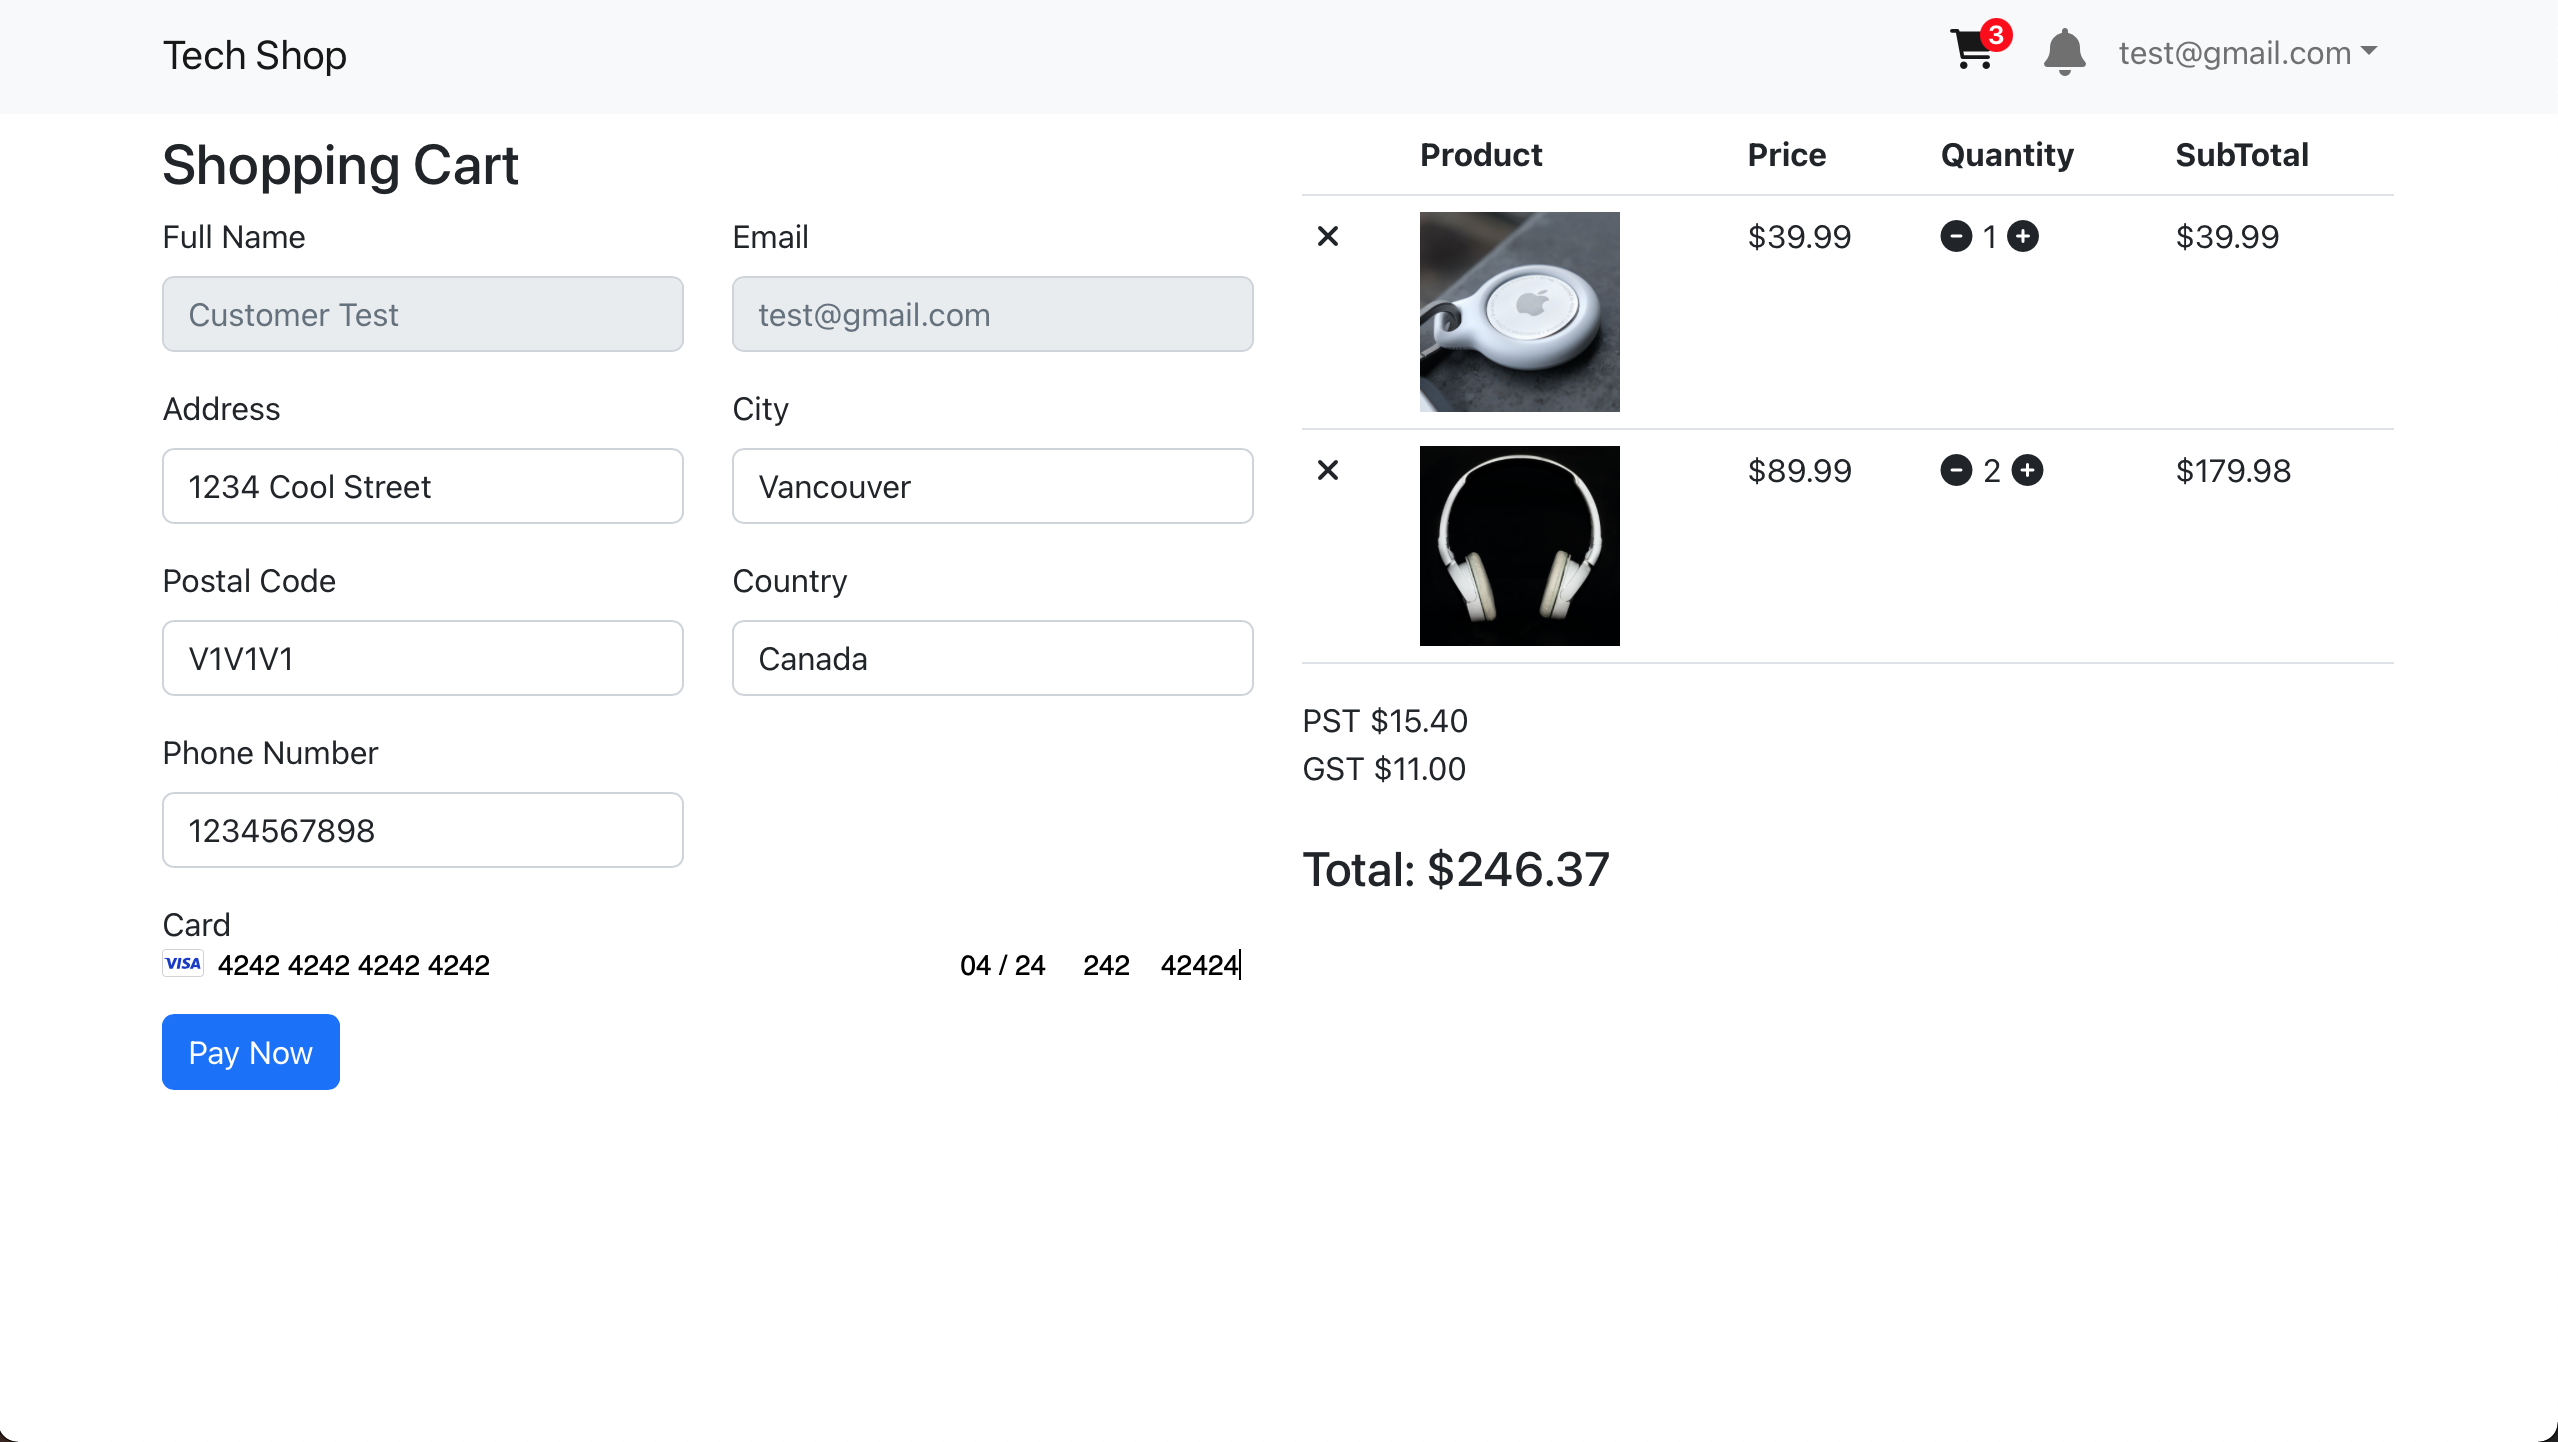 Tech Shop
3
test@gmail.com
Shopping Cart
Full Name
Email
Customer Test
test@gmail.com
Address
City
1234 Cool Street
Vancouver
Postal Code
Country
V1V1V1
Canada
Phone Number
1234567898
Card
VISA 4242 4242 4242 4242 04 / 24 242 42424
Pay Now
Product Price Quantity SubTotal
$39.99 1 $39.99
$89.99 2 $179.98
PST $15.40
GST $11.00
Total: $246.37